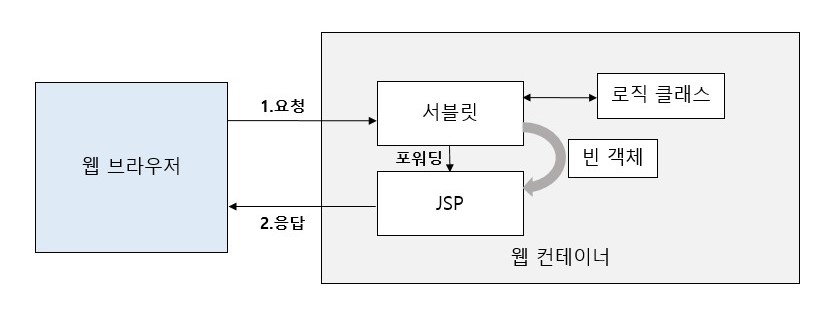 웹 브라우저
1.요청
서블릿
로직 클래스
포워딩
빈 객체
JSP
2.응답
웹 컨테이너